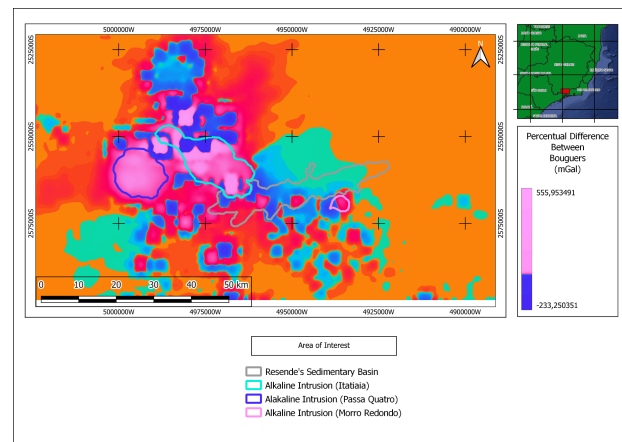 5000000W 4975000W 4950000W 4925000W 4900000W
N
2525000S 2525000S
2550000S 2550000S
2575000S 2575000S
0 10 20 30 40 50 km
5000000W 4975000W 4950000W 4925000W 4900000W
Percentual Difference
Between
Bouguers
(mGal)
555,953491
-233,250351
Area of Interest
Resende's Sedimentary Basin
Alkaline Intrusion (Itatiaia)
Alakaline Intrusion (Passa Quatro)
Alkaline Intrusion (Morro Redondo)